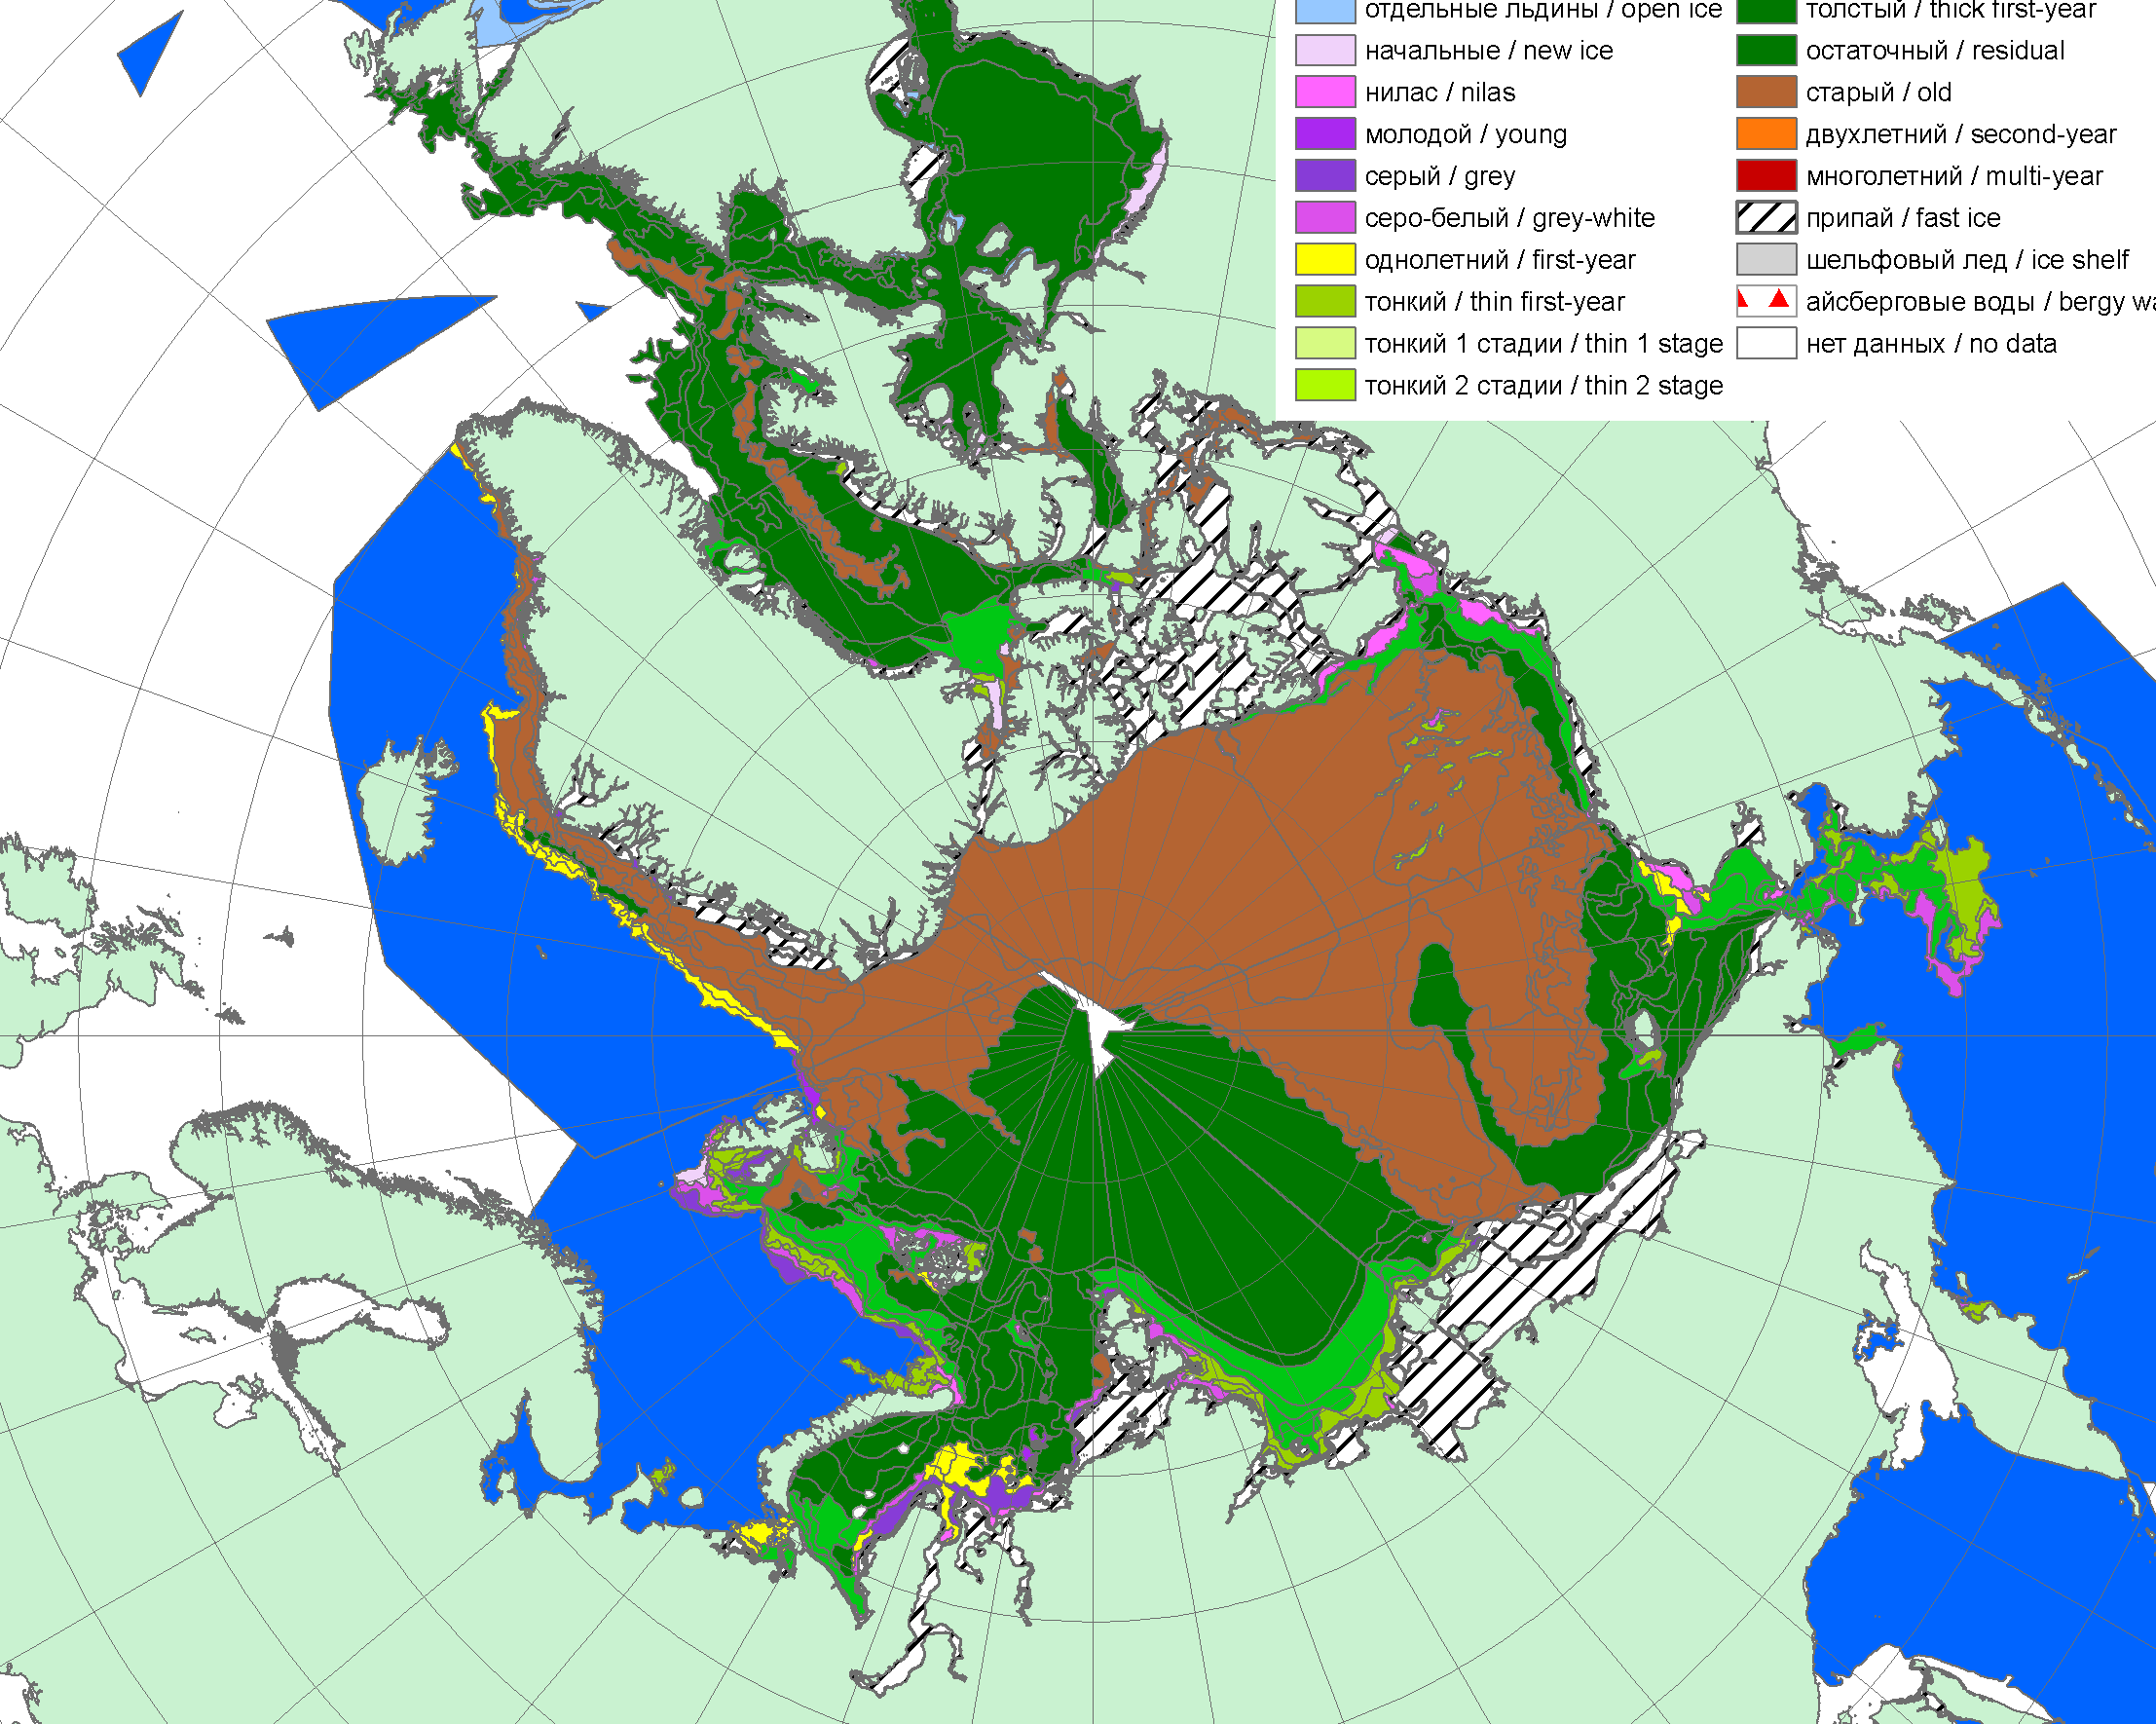 отдельные льдины / open ice
начальные / new ice
нилас / nilas
молодой / young
серый / grey
серо-белый / grey-white
однолетний / first-year
тонкий / thin first-year
тонкий 1 стадии / thin 1 stage
тонкий 2 стадии / thin 2 stage
толстый / thick first-year
остаточный / residual
старый / old
двухлетний / second-year
многолетний / multi-year
припай / fast ice
шельфовый лед / ice shelf
айсберговые воды / bergy
нет данных / no data